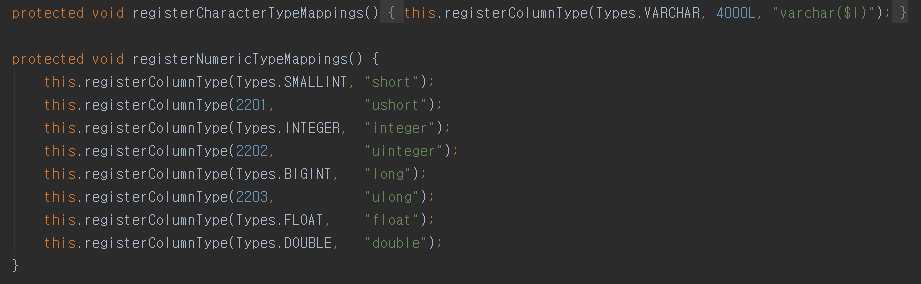 protected void registerCharacterTypeMappings() { this.registerColumnType(Types.VARCHAR, 4000L, "varchar($l)"); }
protected void registerNumericTypeMappings() {
this.registerColumnType(Types.SMALLINT, "short");
this.registerColumnType(2201, "ushort");
this.registerColumnType(Types.INTEGER, "integer");
this.registerColumnType(2202, "uinteger");
this.registerColumnType(Types.BIGINT, "long");
this.registerColumnType(2203, "ulong");
this.registerColumnType(Types.FLOAT, "float");
this.registerColumnType(Types.DOUBLE, "double");
}